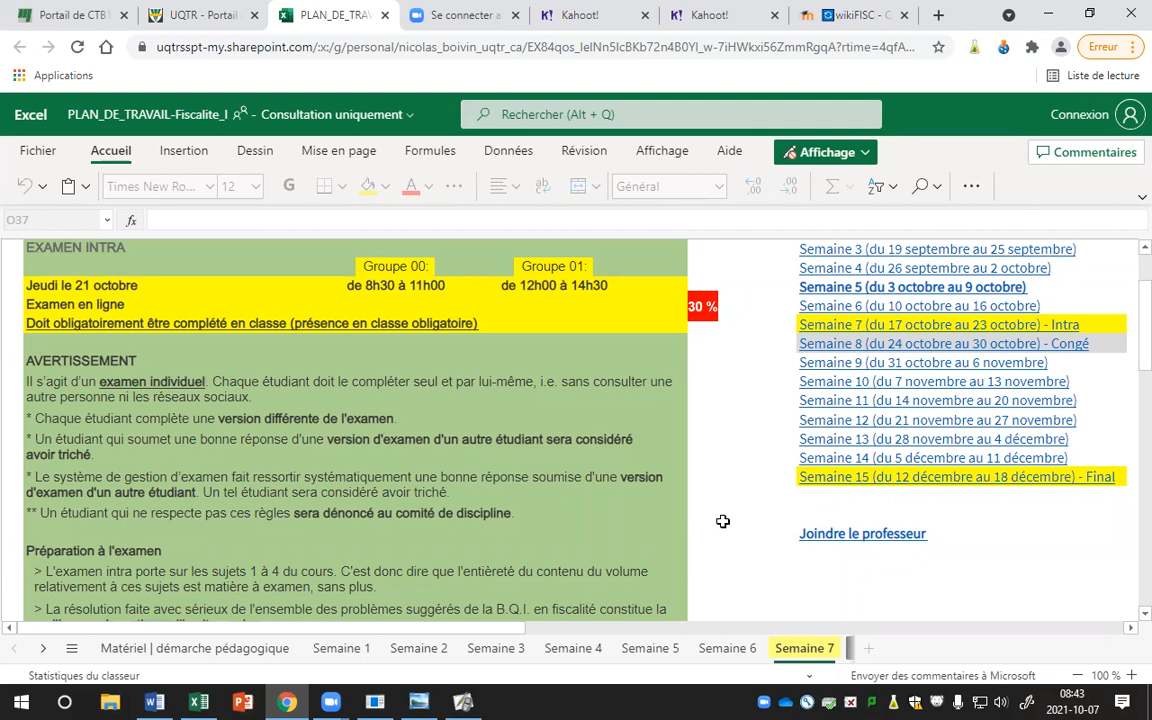 Portail de CTB1
UQTR - Portail
PLAN_DE_TRAV
Se connecter a
Kahoot!
Kahoot!
wikiFISC - C
uqtrsspt-my.sharepoint.com/:x:/g/personal/nicolas_boivin_uqtr_ca/
Erreur
Applications
Liste de lecture
Excel
PLAN_DE_TRAVAIL-Fiscalite_I - Consultation uniquement
Rechercher (Alt + Q)
Connexion
Fichier
Accueil
Insertion
Dessin
Mise en page
Formules
Données
Révision
Affichage
Aide
Affichage
Commentaires
Times New Ro...
12
G
A
ab
Général
O37
fx
EXAMEN INTRA
Groupe 00:
Groupe 01:
Jeudi le 21 octobre
de 8h30 à 11h00
de 12h00 à 14h30
Examen en ligne
30 %
Doit obligatoirement être complété en classe (présence en classe obligatoire)
AVERTISSEMENT
Il s'agit d'un examen individuel. Chaque étudiant doit le compléter seul et par lui-même, i.e. sans consulter une
autre personne ni les réseaux sociaux.
* Chaque étudiant complète une version différente de l'examen.
* Un étudiant qui soumet une bonne réponse d'une version d'examen d'un autre étudiant sera considéré
avoir triché.
* Le système de gestion d'examen fait ressortir systématiquement une bonne réponse soumise d'une version
d'examen d'un autre étudiant. Un tel étudiant sera considéré avoir triché.
** Un étudiant qui ne respecte pas ces règles sera dénoncé au comité de discipline.
Préparation à l'examen
> L'examen intra porte sur les sujets 1 à 4 du cours. C'est donc dire que l'entièreté du contenu du volume
relativement à ces sujets est matière à examen, sans plus.
> La résolution faite avec sérieux de l'ensemble des problèmes suggérés de la B.Q.I. en fiscalité constitue la
Semaine 3 (du 19 septembre au 25 septembre)
Semaine 4 (du 26 septembre au 2 octobre)
Semaine 5 (du 3 octobre au 9 octobre)
Semaine 6 (du 10 octobre au 16 octobre)
Semaine 7 (du 17 octobre au 23 octobre) - Intra
Semaine 8 (du 24 octobre au 30 octobre) - Congé
Semaine 9 (du 31 octobre au 6 novembre)
Semaine 10 (du 7 novembre au 13 novembre)
Semaine 11 (du 14 novembre au 20 novembre)
Semaine 12 (du 21 novembre au 27 novembre)
Semaine 13 (du 28 novembre au 4 décembre)
Semaine 14 (du 5 décembre au 11 décembre)
Semaine 15 (du 12 décembre au 18 décembre) - Final
Joindre le professeur
Matériel | démarche pédagogique
Semaine 1
Semaine 2
Semaine 3
Semaine 4
Semaine 5
Semaine 6
Semaine 7
Statistiques du classeur
Envoyer des commentaires à Microsoft
100 %
08:43
2021-10-07